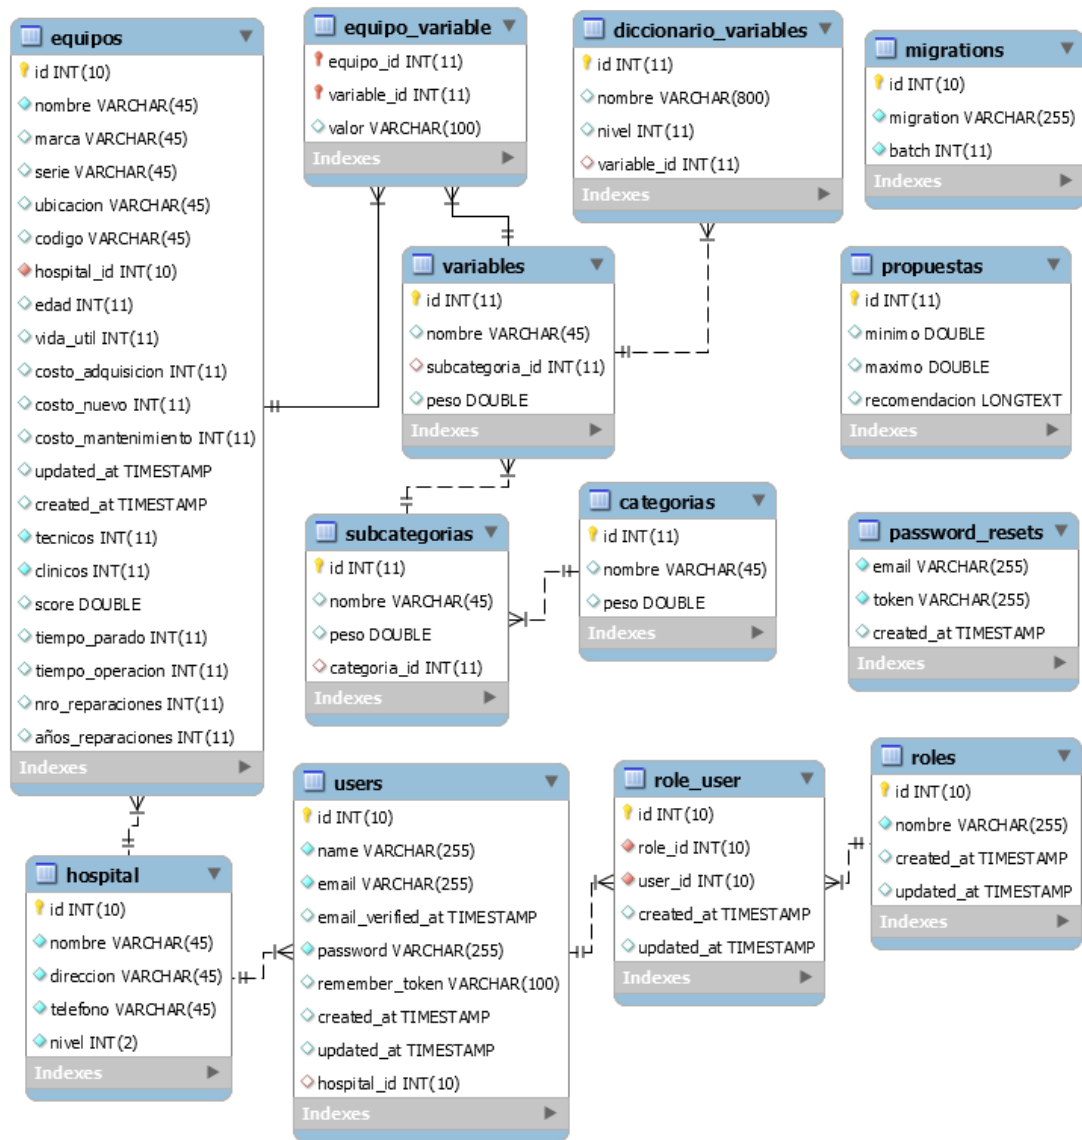 equipos
id INT(10)
nombre VARCHAR(45)
marca VARCHAR(45)
serie VARCHAR(45)
ubicacion VARCHAR(45)
codigo VARCHAR(45)
hospital_id INT(10)
edad INT(11)
vida_util INT(11)
costo_adquisicion INT(11)
costo_nuevo INT(11)
costo_mantenimiento INT(11)
updated_at TIMESTAMP
created_at TIMESTAMP
tecnicos INT(11)
clinicos INT(11)
score DOUBLE
tiempo_parado INT(11)
tiempo_operacion INT(11)
nro_reparaciones INT(11)
años_reparaciones INT(11)
Indexes
equipo_variable
equipo_id INT(11)
variable_id INT(11)
valor VARCHAR(100)
Indexes
diccionario_variables
id INT(11)
nombre VARCHAR(800)
nivel INT(11)
variable_id INT(11)
Indexes
migrations
id INT(10)
migration VARCHAR(255)
batch INT(11)
Indexes
variables
id INT(11)
nombre VARCHAR(45)
subcategoria_id INT(11)
peso DOUBLE
Indexes
propuestas
id INT(11)
minimo DOUBLE
maximo DOUBLE
recomendacion LONGTEXT
Indexes
subcategorias
id INT(11)
nombre VARCHAR(45)
peso DOUBLE
categoria_id INT(11)
Indexes
categorias
id INT(11)
nombre VARCHAR(45)
peso DOUBLE
Indexes
password_resets
email VARCHAR(255)
token VARCHAR(255)
created_at TIMESTAMP
Indexes
hospital
id INT(10)
nombre VARCHAR(45)
direccion VARCHAR(45)
telefono VARCHAR(45)
nivel INT(2)
Indexes
users
id INT(10)
name VARCHAR(255)
email VARCHAR(255)
email_verified_at TIMESTAMP
password VARCHAR(255)
remember_token VARCHAR(100)
created_at TIMESTAMP
updated_at TIMESTAMP
hospital_id INT(10)
Indexes
role_user
id INT(10)
role_id INT(10)
user_id INT(10)
created_at TIMESTAMP
updated_at TIMESTAMP
Indexes
roles
id INT(10)
nombre VARCHAR(255)
created_at TIMESTAMP
updated_at TIMESTAMP
Indexes